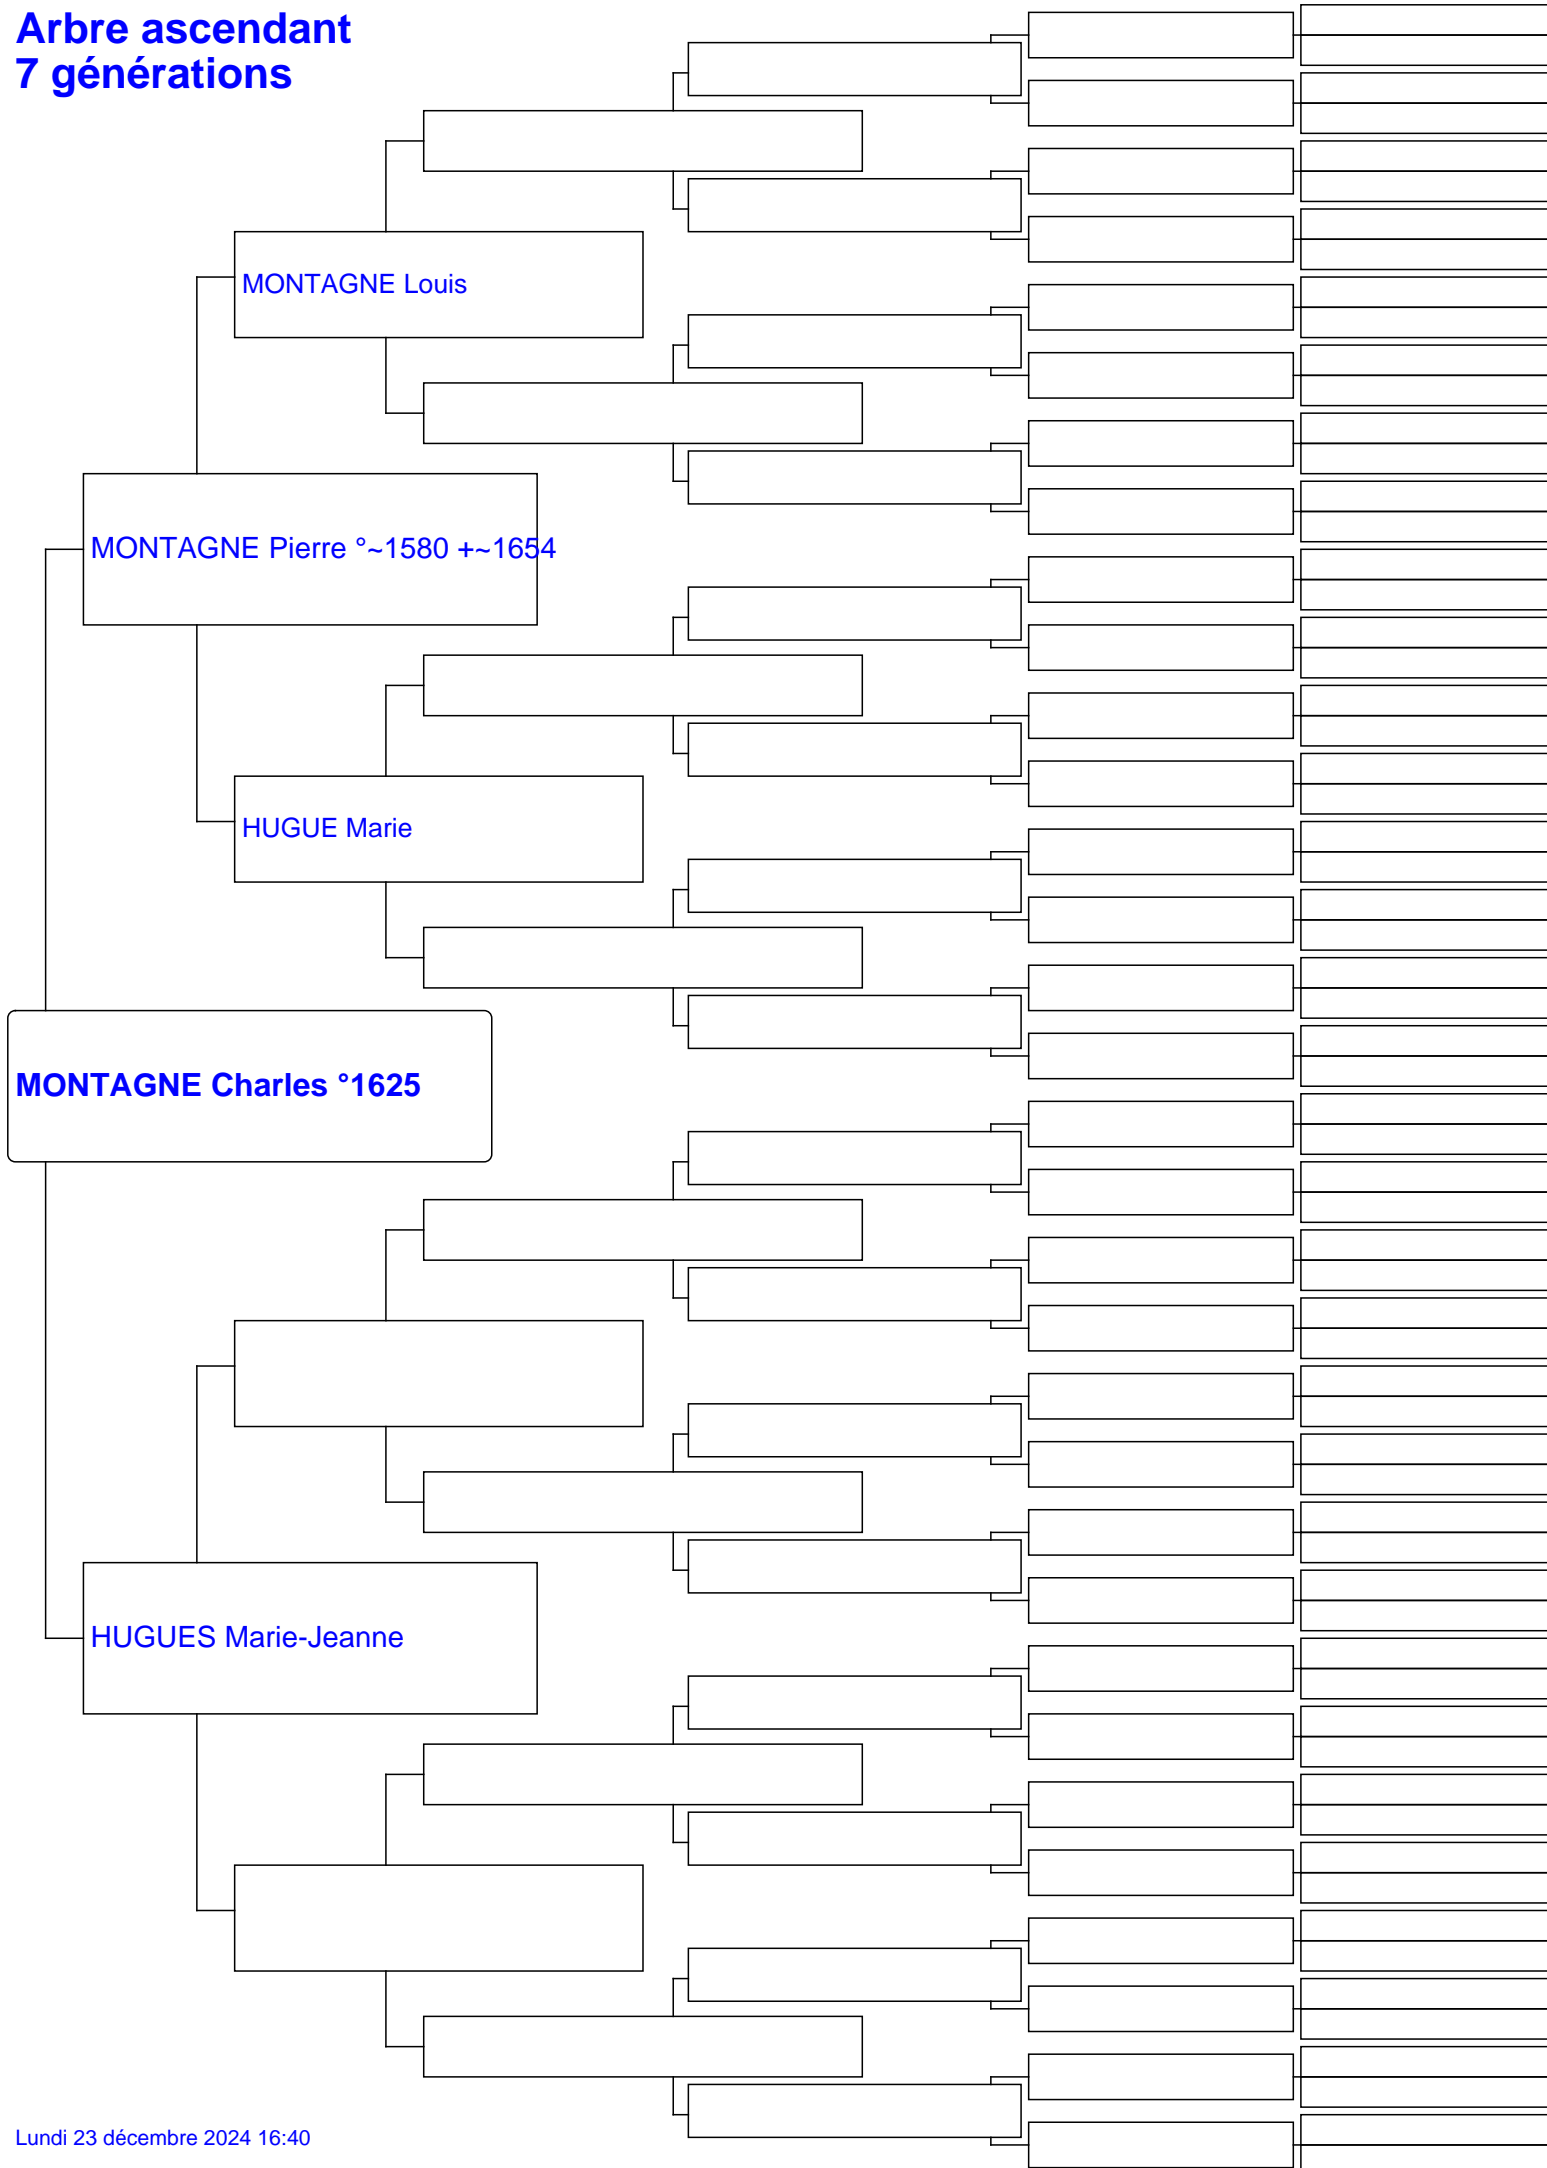 Arbre ascendant
7 générations
MONTAGNE Louis
MONTAGNE Pierre °~1580 +~1654
HUGUE Marie
MONTAGNE Charles °1625
HUGUES Marie-Jeanne
Lundi 23 décembre 2024 16:40